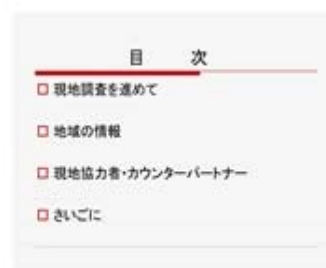 目　次
現地調査を進めて
地域の情報
現地協力者・カウンターパートナー
さいごに